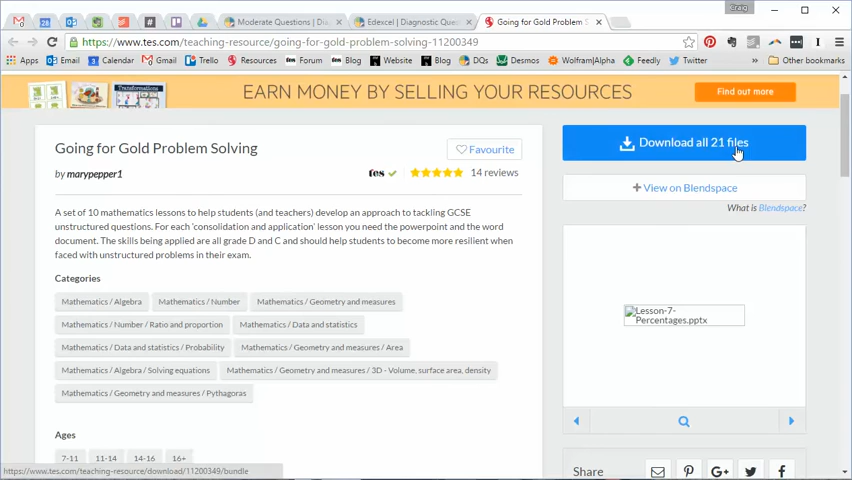 Craig
Moderate Questions | Di
Edexcel | Diagnostic Que
Going for Gold Problem S
https://www.tes.com/teaching-resource/going-for-gold-problem-solving-11200349
Apps
Email
Calendar
Gmail
Trello
Resources
Forum
Blog
Website
Blog
DQs
Desmos
Wolfram|Alpha
Feedly
Twitter
»
Other bookmarks
EARN MONEY BY SELLING YOUR RESOURCES
Find out more
Transformations
Going for Gold Problem Solving
Favourite
by marypepper1
tes
14 reviews
A set of 10 mathematics lessons to help students (and teachers) develop an approach to tackling GCSE
unstructured questions. For each 'consolidation and application' lesson you need the powerpoint and the word
document. The skills being applied are all grade D and C and should help students to become more resilient when
faced with unstructured problems in their exam.
Categories
Mathematics / Algebra
Mathematics / Number
Mathematics / Geometry and measures
Mathematics / Number / Ratio and proportion
Mathematics / Data and statistics
Mathematics / Data and statistics / Probability
Mathematics / Geometry and measures / Area
Mathematics / Algebra / Solving equations
Mathematics / Geometry and measures / 3D - Volume, surface area, density
Mathematics / Geometry and measures / Pythagoras
Ages
7-11
11-14
14-16
16+
Download all 21 files
+ View on Blendspace
What is Blendspace?
Lesson-7-
Percentages.pptx
Share
https://www.tes.com/teaching-resource/download/11200349/bundle